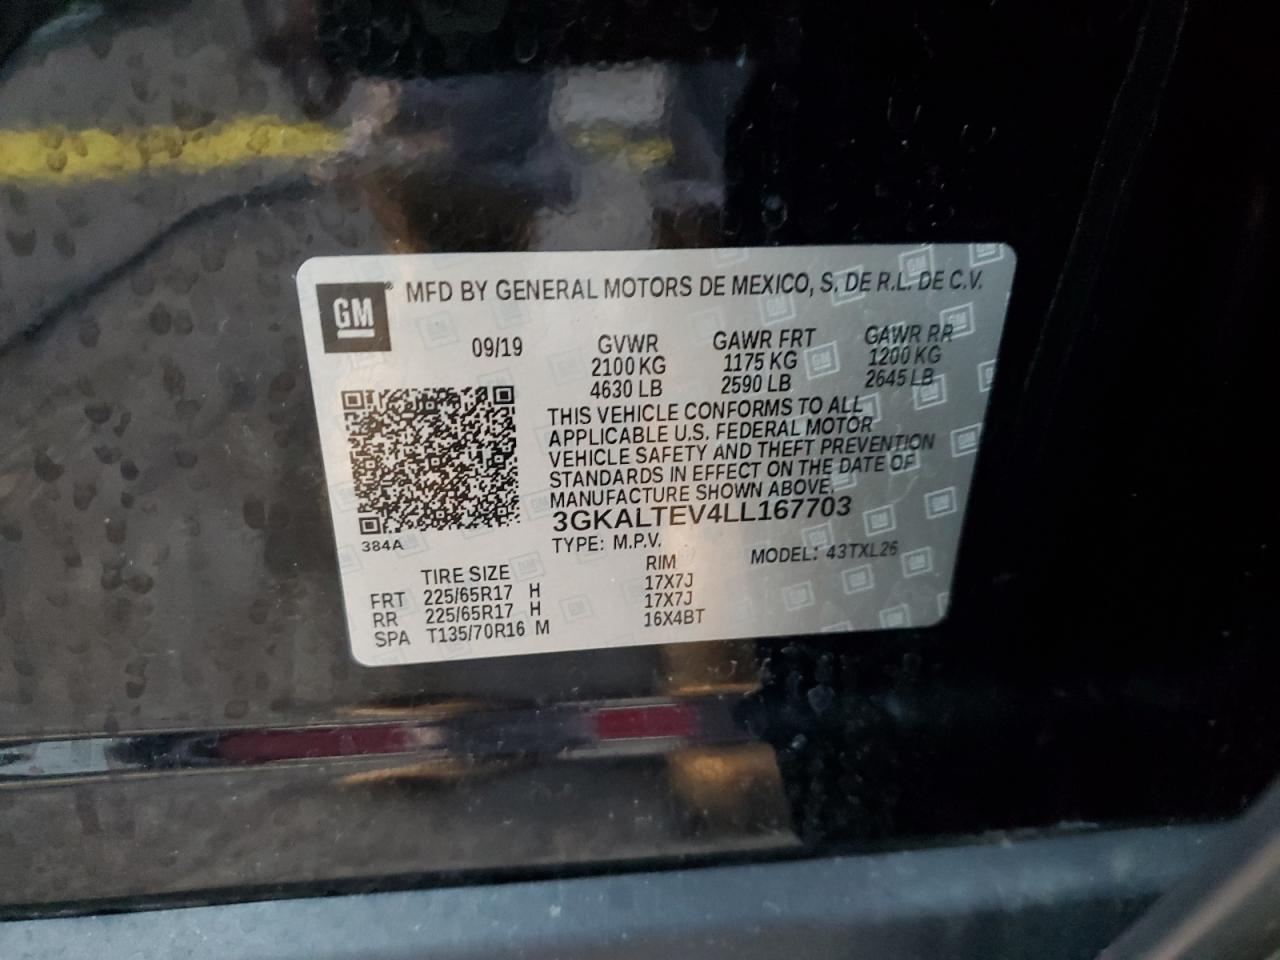 GM
MFD BY GENERAL MOTORS DE MEXICO, S. DE R.L. DE C.V.
09/19 GVWR GAWR FRT GAWR RR
2100 KG 1175 KG 1200 KG
4630 LB 2590 LB 2645 LB
THIS VEHICLE CONFORMS TO ALL
APPLICABLE U.S. FEDERAL MOTOR
VEHICLE SAFETY AND THEFT PREVENTION
STANDARDS IN EFFECT ON THE DATE OF
MANUFACTURE SHOWN ABOVE.
3GKALTEV4LL167703
384A
TYPE: M.P.V. MODEL: 43TXL26
TIRE SIZE RIM
FRT 225/65R17 H 17X7J
RR 225/65R17 H 17X7J
SPA T135/70R16 M 16X4BT